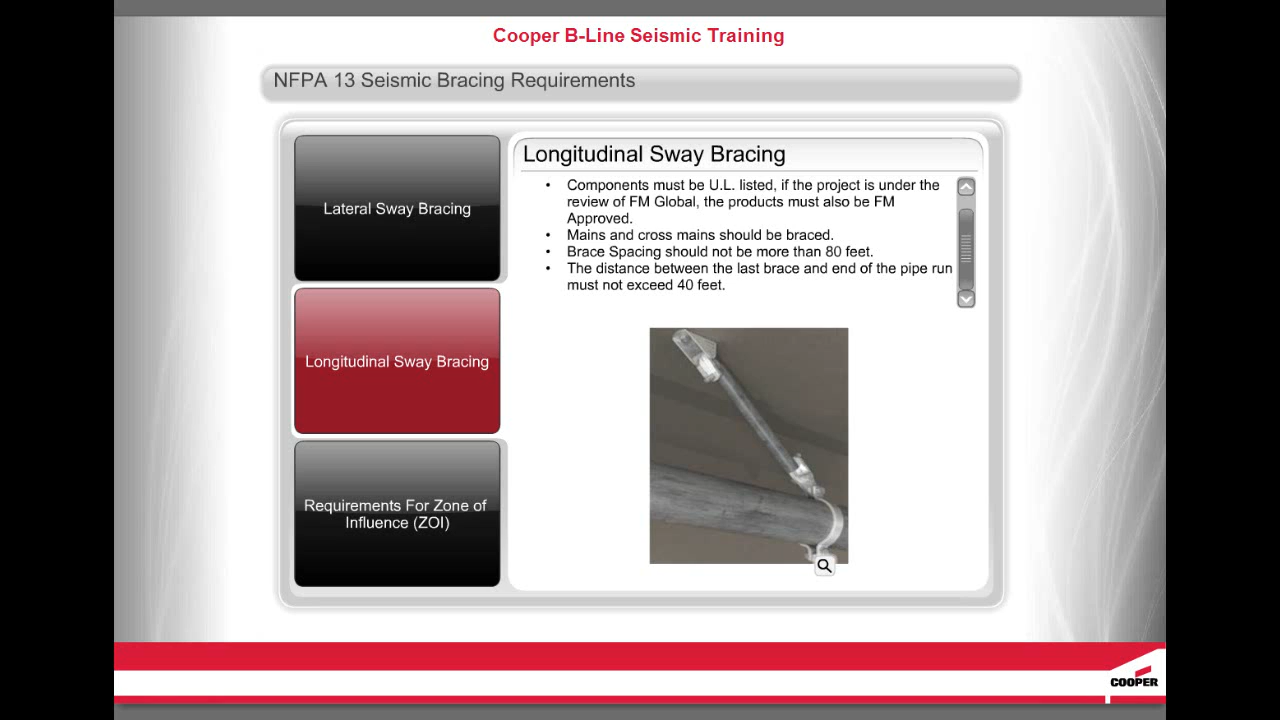 Cooper B-Line Seismic Training
NFPA 13 Seismic Bracing Requirements
Lateral Sway Bracing
Longitudinal Sway Bracing
Requirements For Zone of
Influence (ZOI)
Longitudinal Sway Bracing
• Components must be U.L. listed, if the project is under the
review of FM Global, the products must also be FM
Approved.
• Mains and cross mains should be braced.
• Brace Spacing should not be more than 80 feet.
• The distance between the last brace and end of the pipe run
must not exceed 40 feet.
COOPER